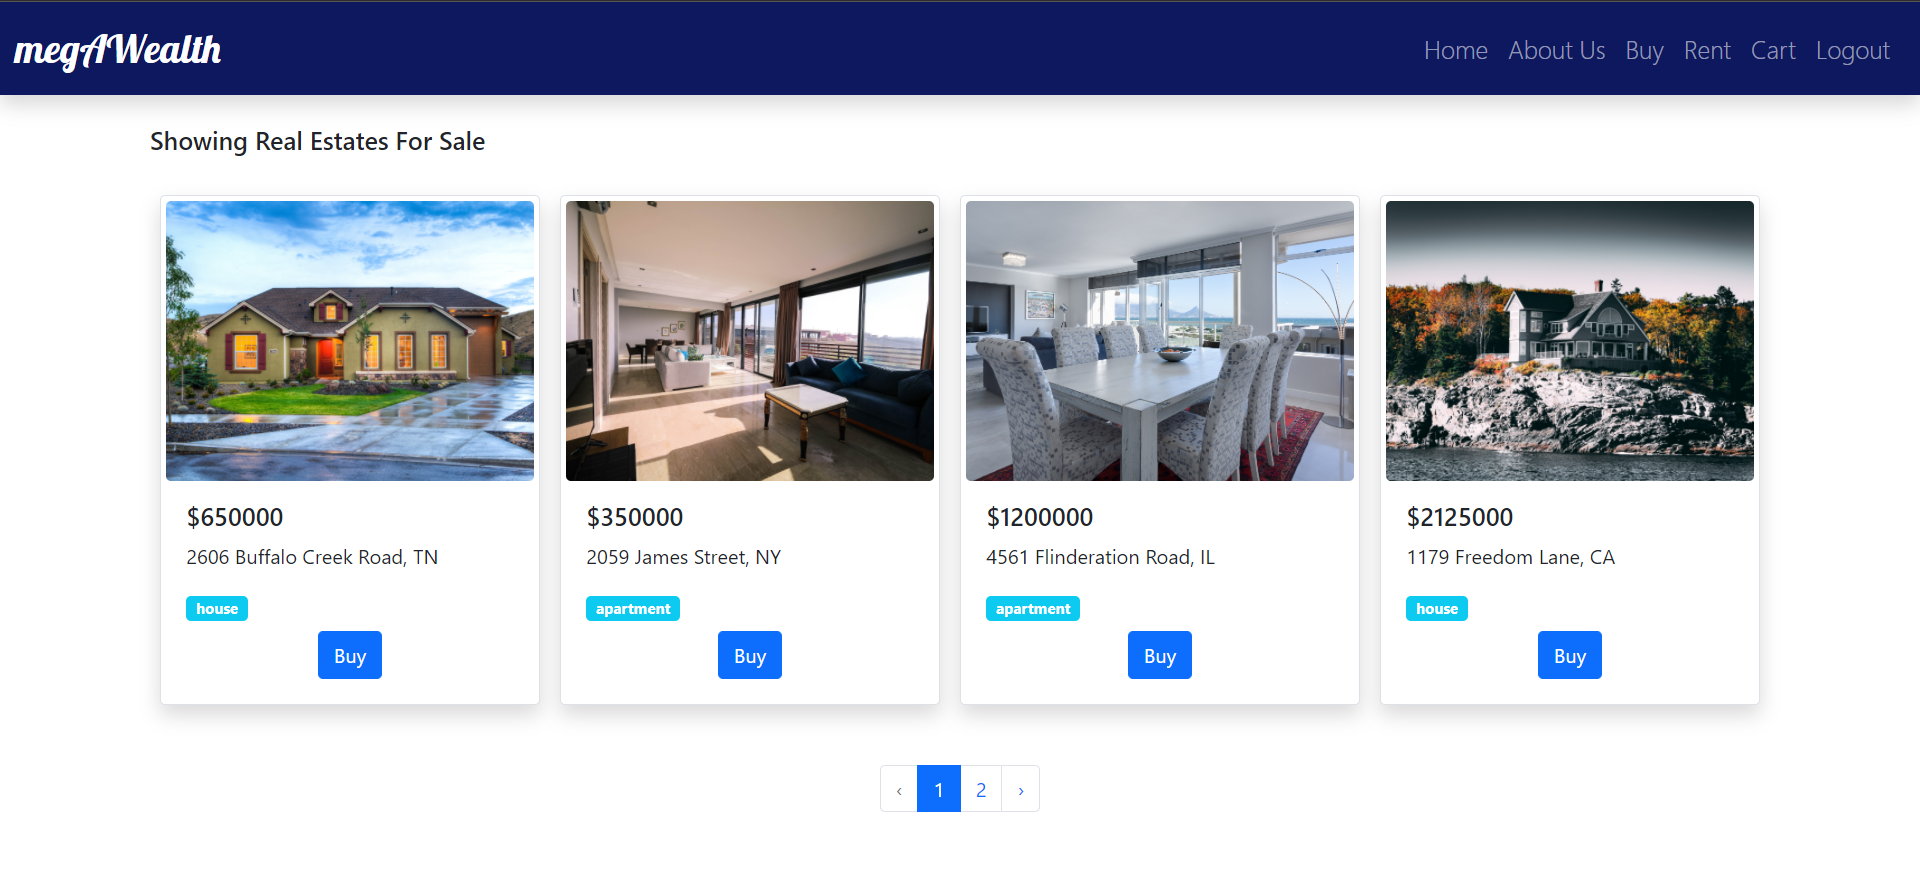 megAWealth
Home About Us Buy Rent Cart Logout
Showing Real Estates For Sale
$650000
2606 Buffalo Creek Road, TN
house
Buy
$350000
2059 James Street, NY
apartment
Buy
$1200000
4561 Flinderation Road, IL
apartment
Buy
$2125000
1179 Freedom Lane, CA
house
Buy
‹ 1 2 ›